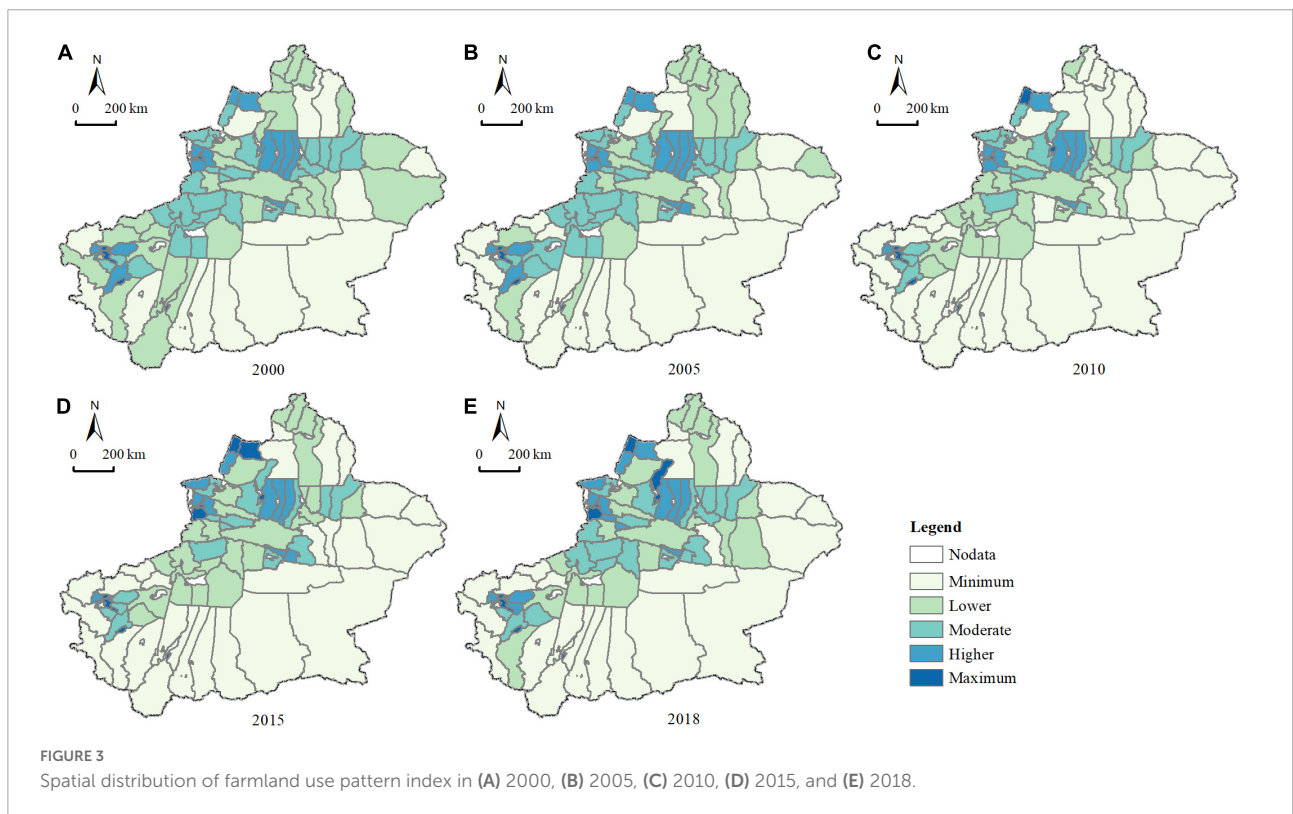 A
N
0 200 km
2000
B
N
0 200 km
2005
C
N
0 200 km
2010
D
N
0 200 km
2015
E
N
0 200 km
2018
Legend
Nodata
Minimum
Lower
Moderate
Higher
Maximum
FIGURE 3
Spatial distribution of farmland use pattern index in (A) 2000, (B) 2005, (C) 2010, (D) 2015, and (E) 2018.